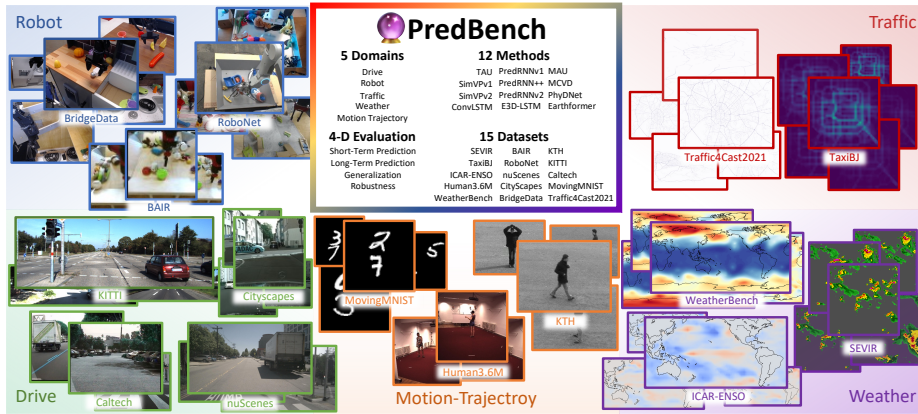 Robot
BridgeData
RoboNet
BAIR
PredBench
5 Domains
Drive
Robot
Traffic
Weather
Motion Trajectory
12 Methods
TAU PredRNNv1 MAU
SimVPv1 PredRNN++ MCVD
SimVPv2 PredRNNv2 PhyDNet
ConvLSTM E3D-LSTM Earthformer
4-D Evaluation
Short-Term Prediction
Long-Term Prediction
Generalization
Robustness
15 Datasets
SEVIR BAIR KTH
TaxiBJ RoboNet KITTI
ICAR-ENSO nuScenes Caltech
Human3.6M CityScapes MovingMNIST
WeatherBench BridgeData Traffic4Cast2021
Traffic
Traffic4Cast2021
TaxiBJ
KITTI
Cityscapes
Caltech
nuScenes
Drive
MovingMNIST
KTH
Human3.6M
Motion-Trajectroy
WeatherBench
SEVIR
ICAR-ENSO
Weather